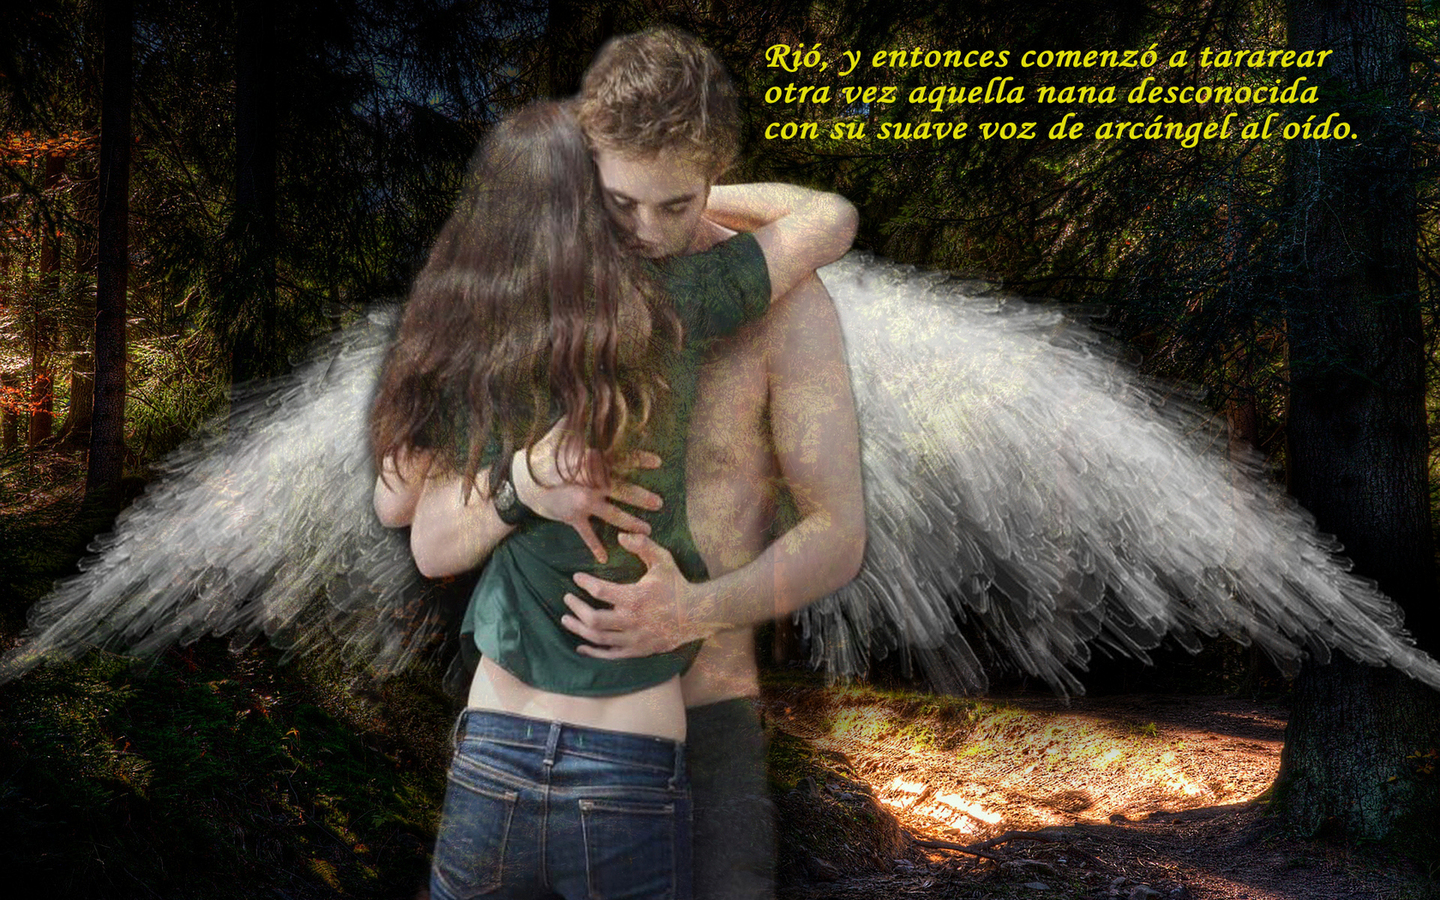 Rió, y entonces comenzó a tararear
otra vez aquella nana desconocida
con su suave voz de arcángel al oído.